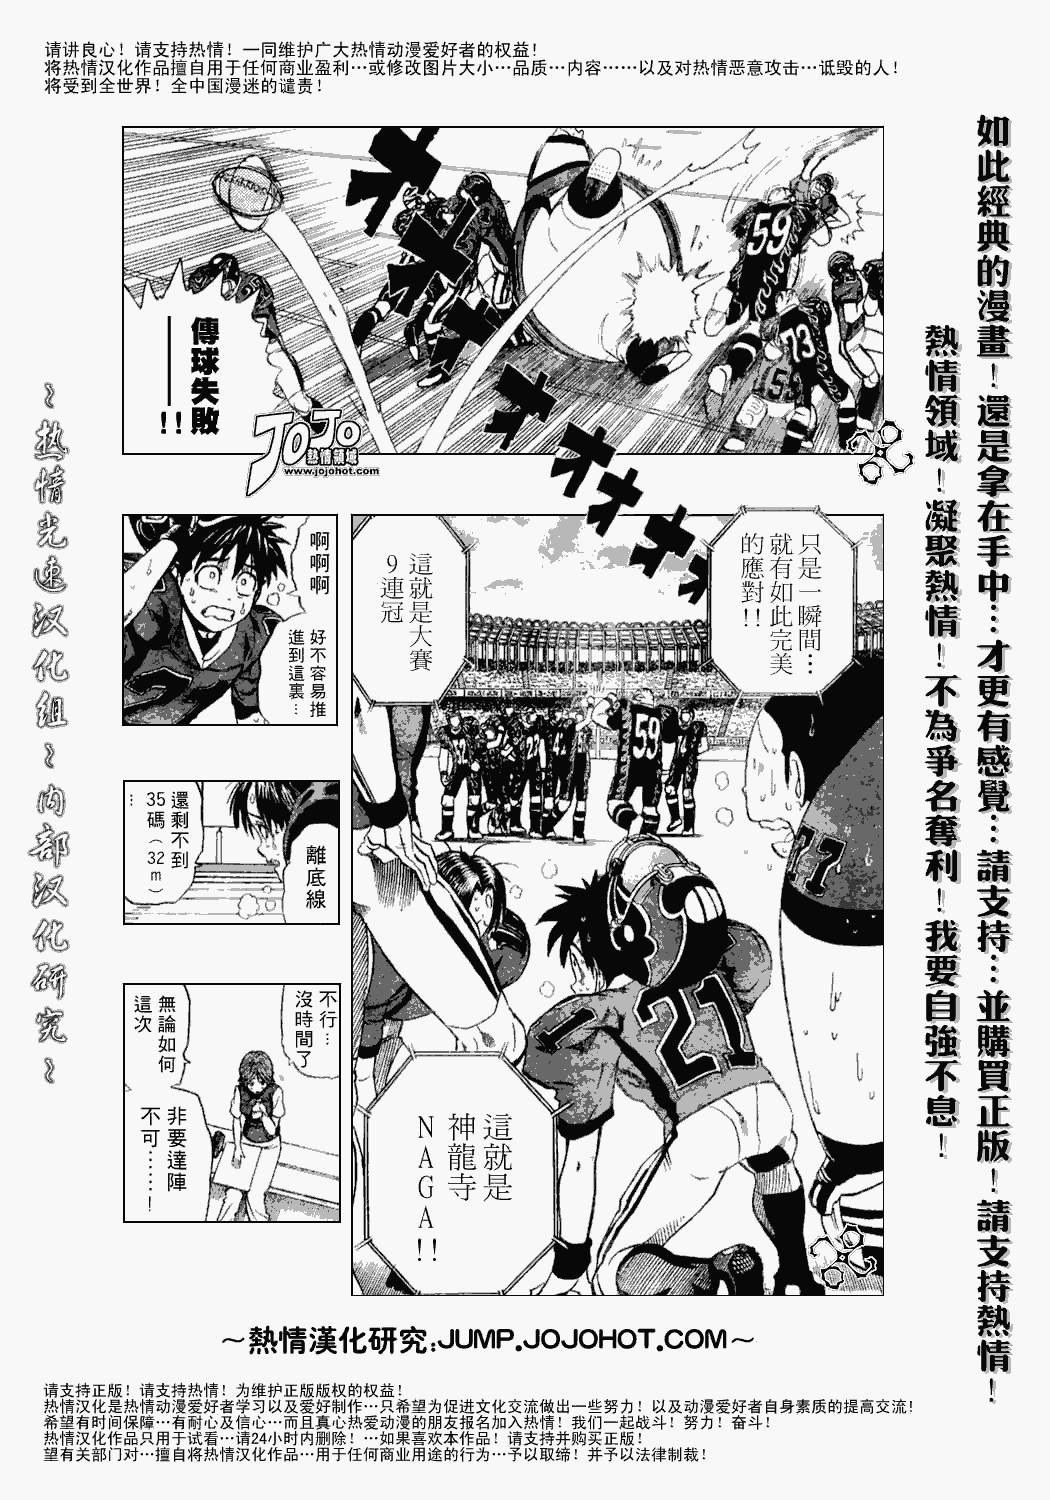 请讲良心！请支持热情！一同维护广大热情动漫爱好者的权益！
将热情汉化作品擅自用于任何商业盈利…或修改图片大小…品质…内容……以及对热情恶意攻击…诋毁的人！
将受到全世界！全中国漫迷的谴责！
如此經典的漫畫！還是拿在手中…才更有感覺…請支持…並購買正版！請支持熱情！
熱情領域！凝聚熱情！不為爭名奪利！我要自強不息！
傳球失敗
——!!
JOJO
熱情領域
www.jojohot.com
只是一瞬間…
就有如此完美
的應對!!
這就是大賽
9連冠
59
73
59
77
21
啊啊啊
好不容易推
進到這裏…
離底線
還剩不到
35碼（32m）
…
不行…
沒時間了
無論如何
這次
非要達陣
不可……！
這就是
神龍寺
NAGA!!
~热情光速汉化组~内部汉化研究~
～熱情漢化研究:JUMP.JOJOHOT.COM～
请支持正版！请支持热情！为维护正版版权的权益！
热情汉化是热情动漫爱好者学习以及爱好制作…只希望为促进文化交流做出一些努力！以及动漫爱好者自身素质的提高交流！
希望有时间保障…有耐心及信心…而且真心热爱动漫的朋友报名加入热情！我们一起战斗！努力！奋斗！
热情汉化作品只用于试看…请24小时内删除！…如果喜欢本作品！请支持并购买正版！
望有关部门对…擅自将热情汉化作品…用于任何商业用途的行为…予以取缔！并予以法律制裁！